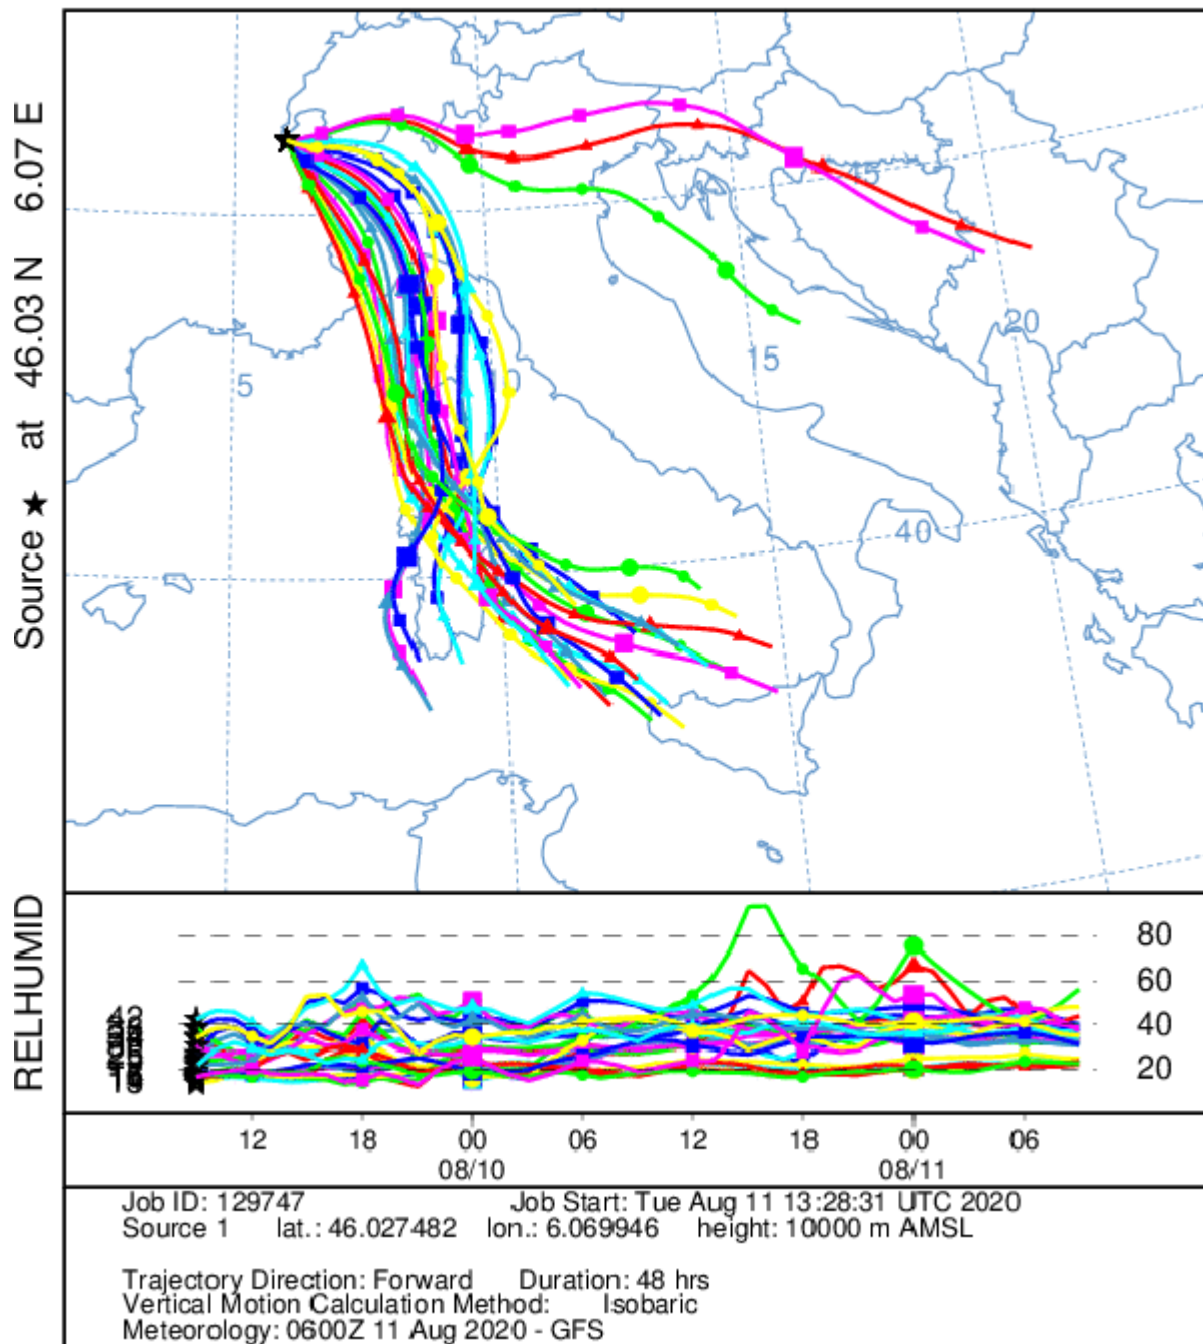 Source ★ at 46.03 N 6.07 E
5
15
20
40
RELHUMID
80
60
40
20
12 18 00 06 12 18 00 06
08/10 08/11
Job ID: 129747 Job Start: Tue Aug 11 13:28:31 UTC 2020
Source 1 lat.: 46.027482 lon.: 6.069946 height: 10000 m AMSL
Trajectory Direction: Forward Duration: 48 hrs
Vertical Motion Calculation Method: Isobaric
Meteorology: 0600Z 11 Aug 2020 - GFS